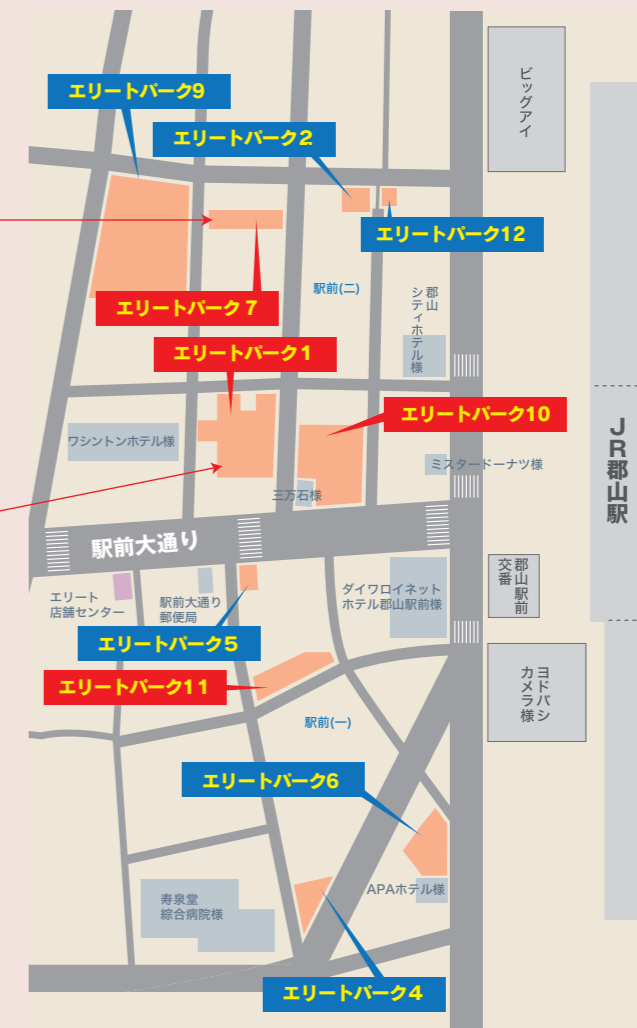 ビッグアイ
エリートパーク9
エリートパーク2
エリートパーク12
エリートパーク 7
駅前(二)
郡山
シティホテル様
エリートパーク1
エリートパーク10
JR郡山駅
ワシントンホテル様
ミスタードーナツ様
三万石様
駅前大通り
郡山駅前
交番
エリート
店舗センター
駅前大通り
郵便局
ダイワロイネット
ホテル郡山駅前様
エリートパーク5
エリートパーク11
ヨドバシ
カメラ様
駅前(一)
エリートパーク6
APAホテル様
寿泉堂
綜合病院様
エリートパーク4